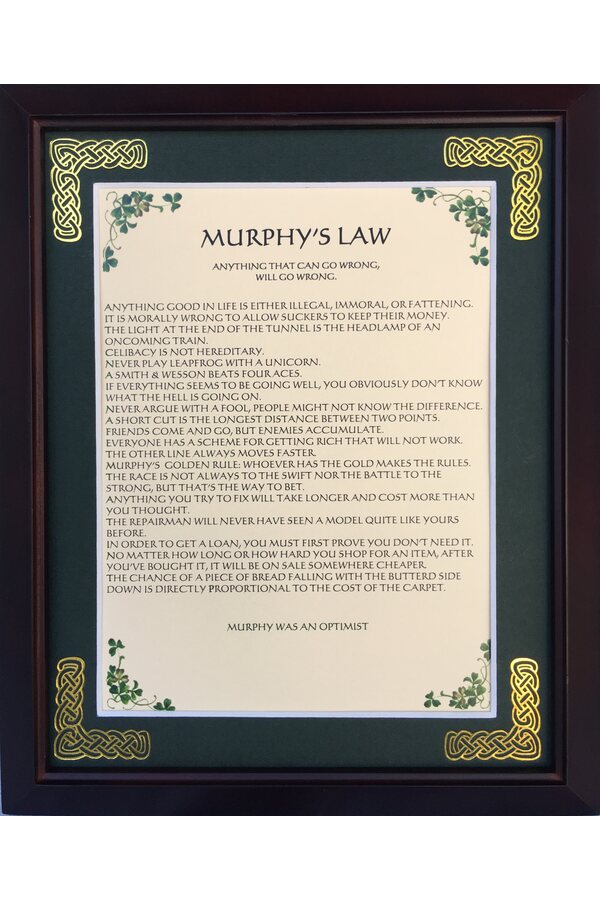 MURPHY'S LAW
ANYTHING THAT CAN GO WRONG,
WILL GO WRONG.
ANYTHING GOOD IN LIFE IS EITHER ILLEGAL, IMMORAL, OR FATTENING.
IT IS MORALLY WRONG TO ALLOW SUCKERS TO KEEP THEIR MONEY.
THE LIGHT AT THE END OF THE TUNNEL IS THE HEADLAMP OF AN
ONCOMING TRAIN.
CELIBACY IS NOT HEREDITARY.
NEVER PLAY LEAPFROG WITH A UNICORN.
A SMITH & WESSON BEATS FOUR ACES.
IF EVERYTHING SEEMS TO BE GOING WELL, YOU OBVIOUSLY DON'T KNOW
WHAT THE HELL IS GOING ON.
NEVER ARGUE WITH A FOOL, PEOPLE MIGHT NOT KNOW THE DIFFERENCE.
A SHORT CUT IS THE LONGEST DISTANCE BETWEEN TWO POINTS.
FRIENDS COME AND GO, BUT ENEMIES ACCUMULATE.
EVERYONE HAS A SCHEME FOR GETTING RICH THAT WILL NOT WORK.
THE OTHER LINE ALWAYS MOVES FASTER.
MURPHY'S GOLDEN RULE: WHOEVER HAS THE GOLD MAKES THE RULES.
THE RACE IS NOT ALWAYS TO THE SWIFT NOR THE BATTLE TO THE
STRONG, BUT THAT'S THE WAY TO BET.
ANYTHING YOU TRY TO FIX WILL TAKE LONGER AND COST MORE THAN
YOU THOUGHT.
THE REPAIRMAN WILL NEVER HAVE SEEN A MODEL QUITE LIKE YOURS
BEFORE.
IN ORDER TO GET A LOAN, YOU MUST FIRST PROVE YOU DON'T NEED IT.
NO MATTER HOW LONG OR HOW HARD YOU SHOP FOR AN ITEM, AFTER
YOU'VE BOUGHT IT, IT WILL BE ON SALE SOMEWHERE CHEAPER.
THE CHANCE OF A PIECE OF BREAD FALLING WITH THE BUTTERD SIDE
DOWN IS DIRECTLY PROPORTIONAL TO THE COST OF THE CARPET.
MURPHY WAS AN OPTIMIST